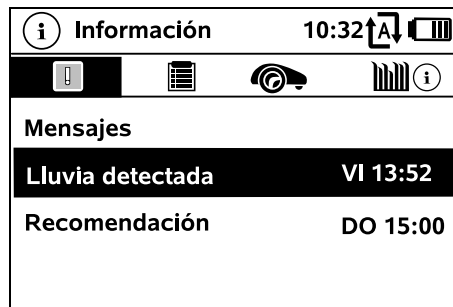 i Información 10:32 A
i
Mensajes
Lluvia detectada VI 13:52
Recomendación DO 15:00